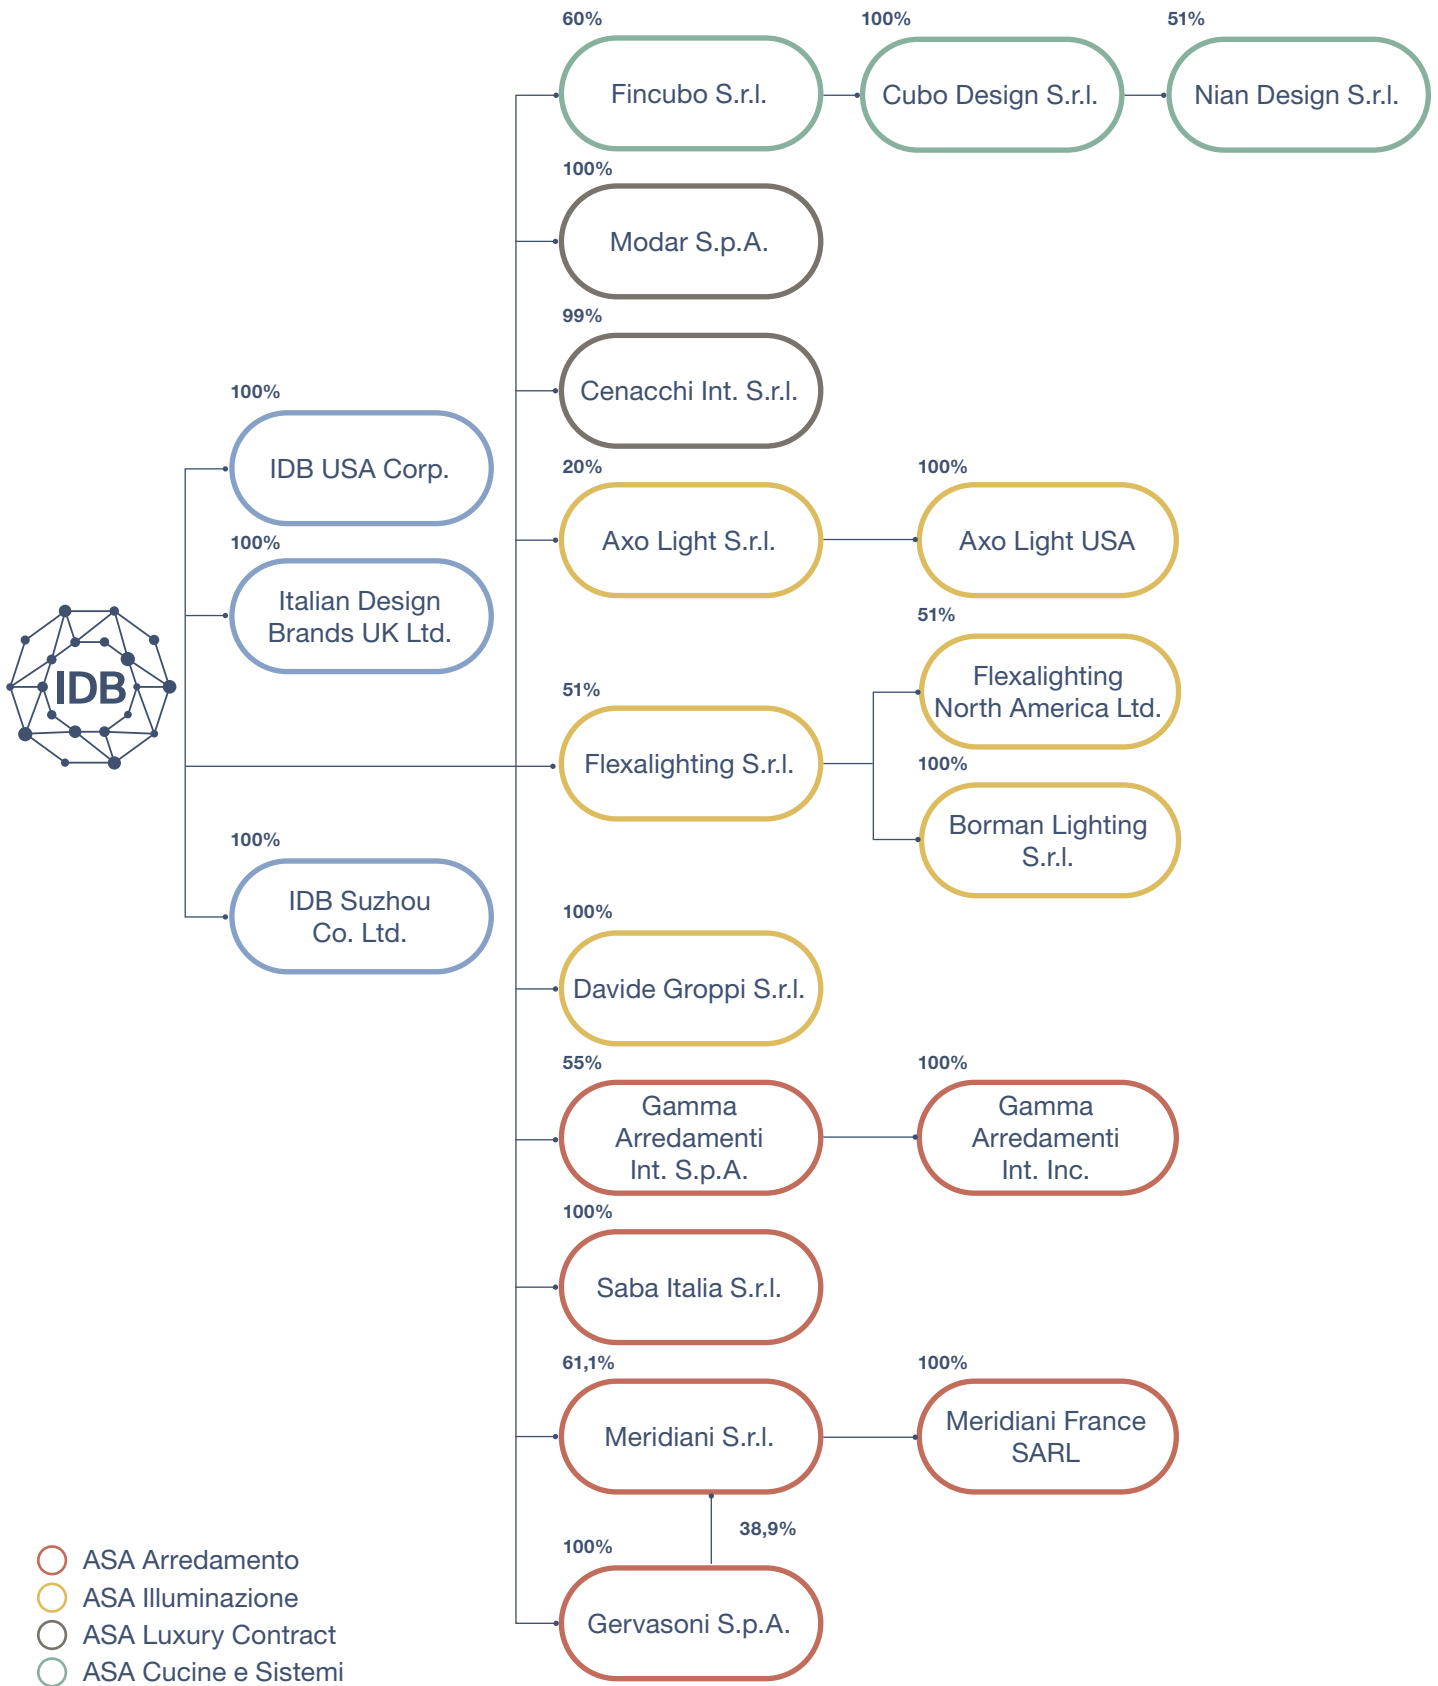 60%
100%
51%
Fincubo S.r.l.
Cubo Design S.r.l.
Nian Design S.r.l.
100%
Modar S.p.A.
99%
Cenacchi Int. S.r.l.
100%
IDB USA Corp.
20%
100%
Axo Light S.r.l.
Axo Light USA
100%
Italian Design
Brands UK Ltd.
IDB
51%
Flexalighting S.r.l.
51%
Flexalighting
North America Ltd.
100%
Borman Lighting
S.r.l.
100%
IDB Suzhou
Co. Ltd.
100%
Davide Groppi S.r.l.
55%
Gamma
Arredamenti
Int. S.p.A.
100%
Gamma
Arredamenti
Int. Inc.
100%
Saba Italia S.r.l.
61,1%
Meridiani S.r.l.
100%
Meridiani France
SARL
38,9%
100%
Gervasoni S.p.A.
ASA Arredamento
ASA Illuminazione
ASA Luxury Contract
ASA Cucine e Sistemi